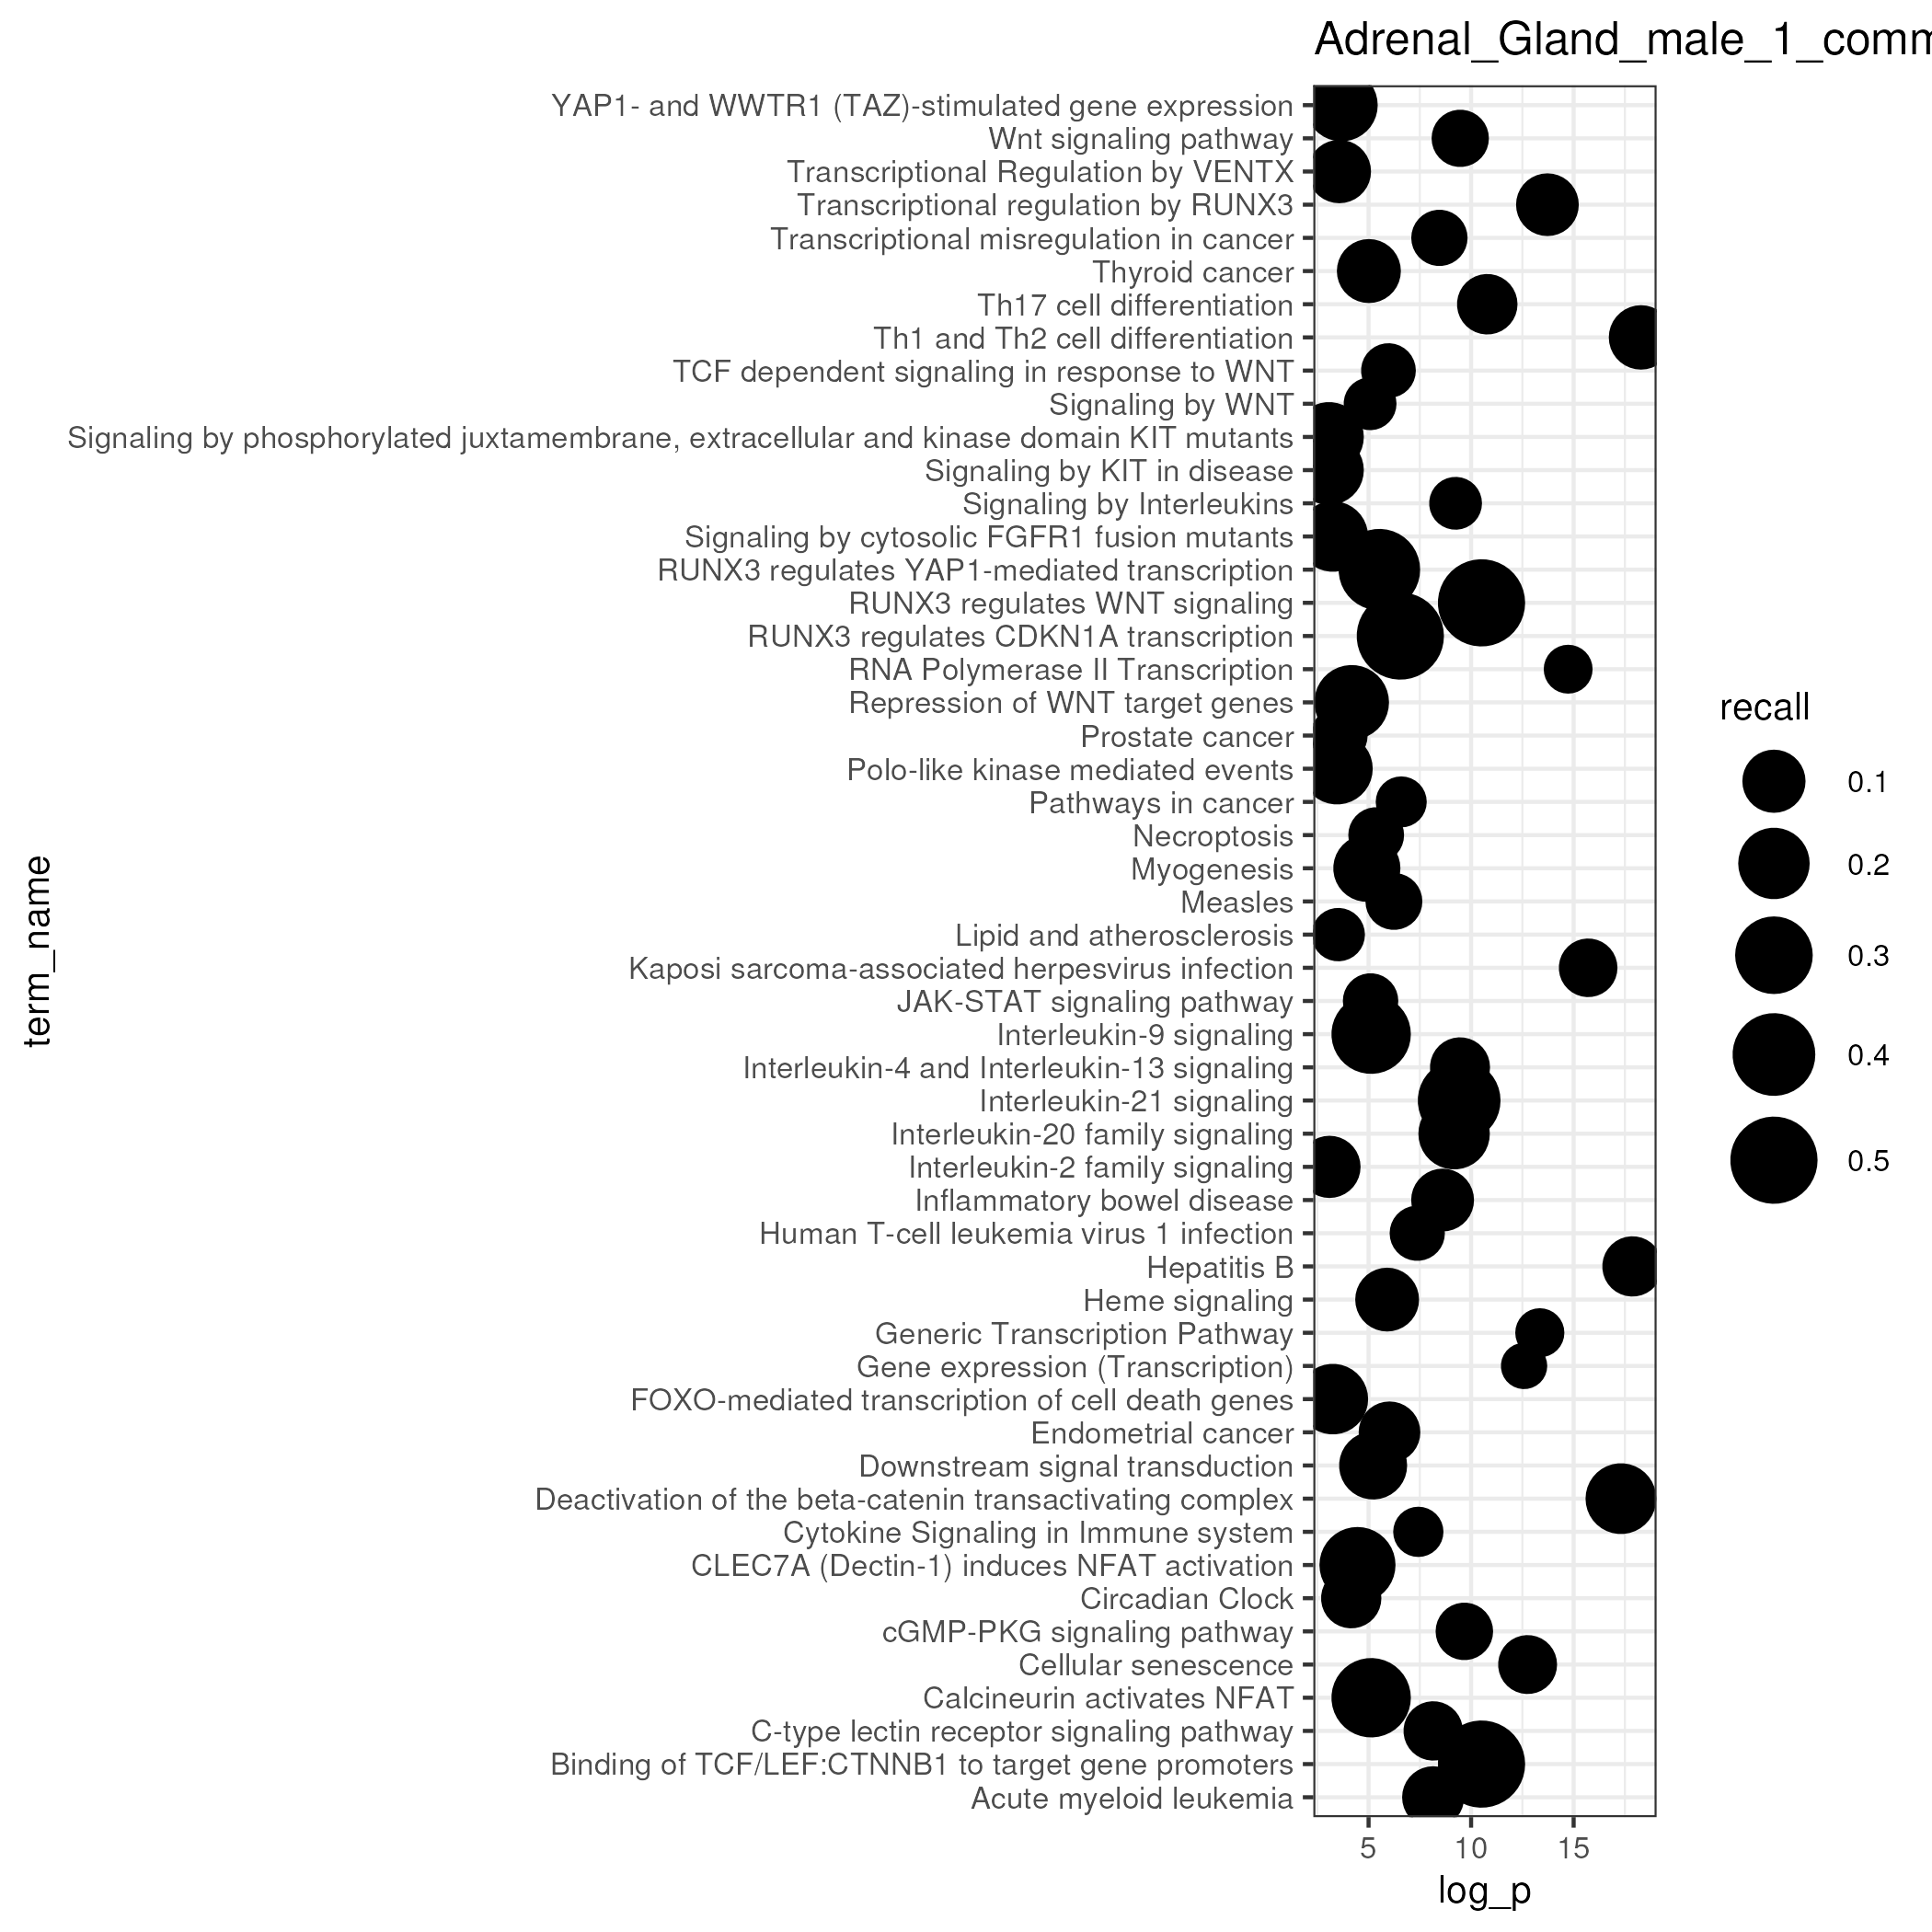 Adrenal_Gland_male_1_comm
YAP1- and WWTR1 (TAZ)-stimulated gene expression
Wnt signaling pathway
Transcriptional Regulation by VENTX
Transcriptional regulation by RUNX3
Transcriptional misregulation in cancer
Thyroid cancer
Th17 cell differentiation
Th1 and Th2 cell differentiation
TCF dependent signaling in response to WNT
Signaling by WNT
Signaling by phosphorylated juxtamembrane, extracellular and kinase domain KIT mutants
Signaling by KIT in disease
Signaling by Interleukins
Signaling by cytosolic FGFR1 fusion mutants
RUNX3 regulates YAP1-mediated transcription
RUNX3 regulates WNT signaling
RUNX3 regulates CDKN1A transcription
RNA Polymerase II Transcription
Repression of WNT target genes
Prostate cancer
Polo-like kinase mediated events
Pathways in cancer
Necroptosis
Myogenesis
Measles
Lipid and atherosclerosis
Kaposi sarcoma-associated herpesvirus infection
JAK-STAT signaling pathway
Interleukin-9 signaling
Interleukin-4 and Interleukin-13 signaling
Interleukin-21 signaling
Interleukin-20 family signaling
Interleukin-2 family signaling
Inflammatory bowel disease
Human T-cell leukemia virus 1 infection
Hepatitis B
Heme signaling
Generic Transcription Pathway
Gene expression (Transcription)
FOXO-mediated transcription of cell death genes
Endometrial cancer
Downstream signal transduction
Deactivation of the beta-catenin transactivating complex
Cytokine Signaling in Immune system
CLEC7A (Dectin-1) induces NFAT activation
Circadian Clock
cGMP-PKG signaling pathway
Cellular senescence
Calcineurin activates NFAT
C-type lectin receptor signaling pathway
Binding of TCF/LEF:CTNNB1 to target gene promoters
Acute myeloid leukemia
term_name
5 10 15
log_p
recall
0.1
0.2
0.3
0.4
0.5